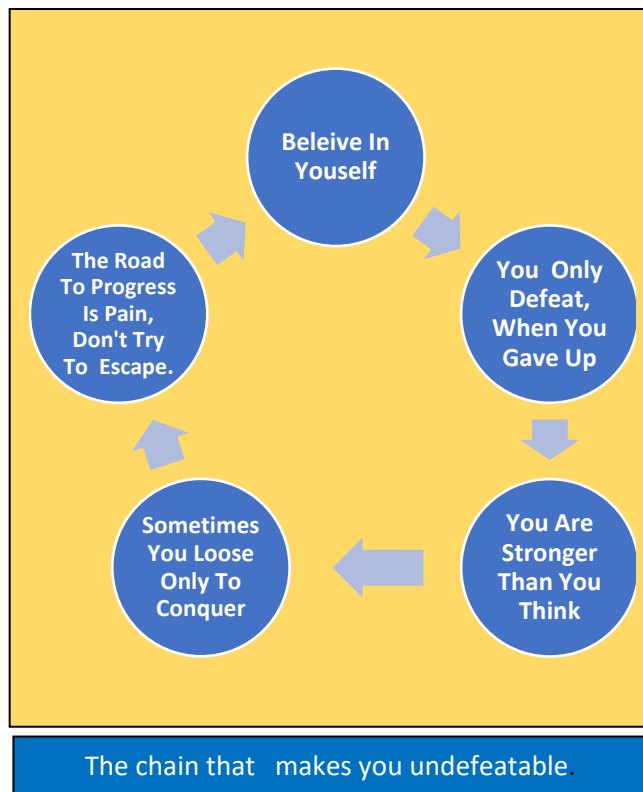 Beleive In
Youself
You  Only
Defeat,
When You
Gave Up
You Are
Stronger
Than You
Think
Sometimes
You Loose
Only To
Conquer
The Road
To Progress
Is Pain,
Don't Try
To  Escape.
The chain that   makes you undefeatable.